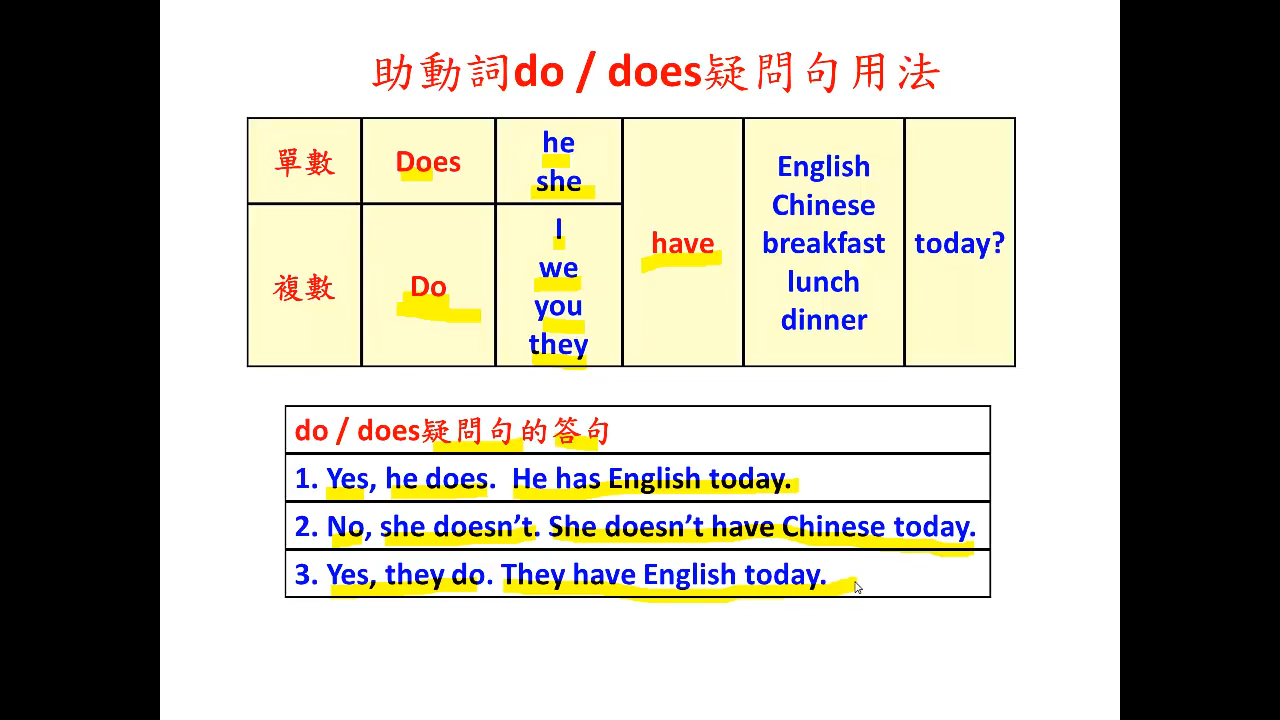 助動詞do / does疑問句用法
單數
Does
he
she
複數
Do
I
we
you
they
have
English
Chinese
breakfast
lunch
dinner
today?
do / does疑問句的答句
1. Yes, he does. He has English today.
2. No, she doesn't. She doesn't have Chinese today.
3. Yes, they do. They have English today.